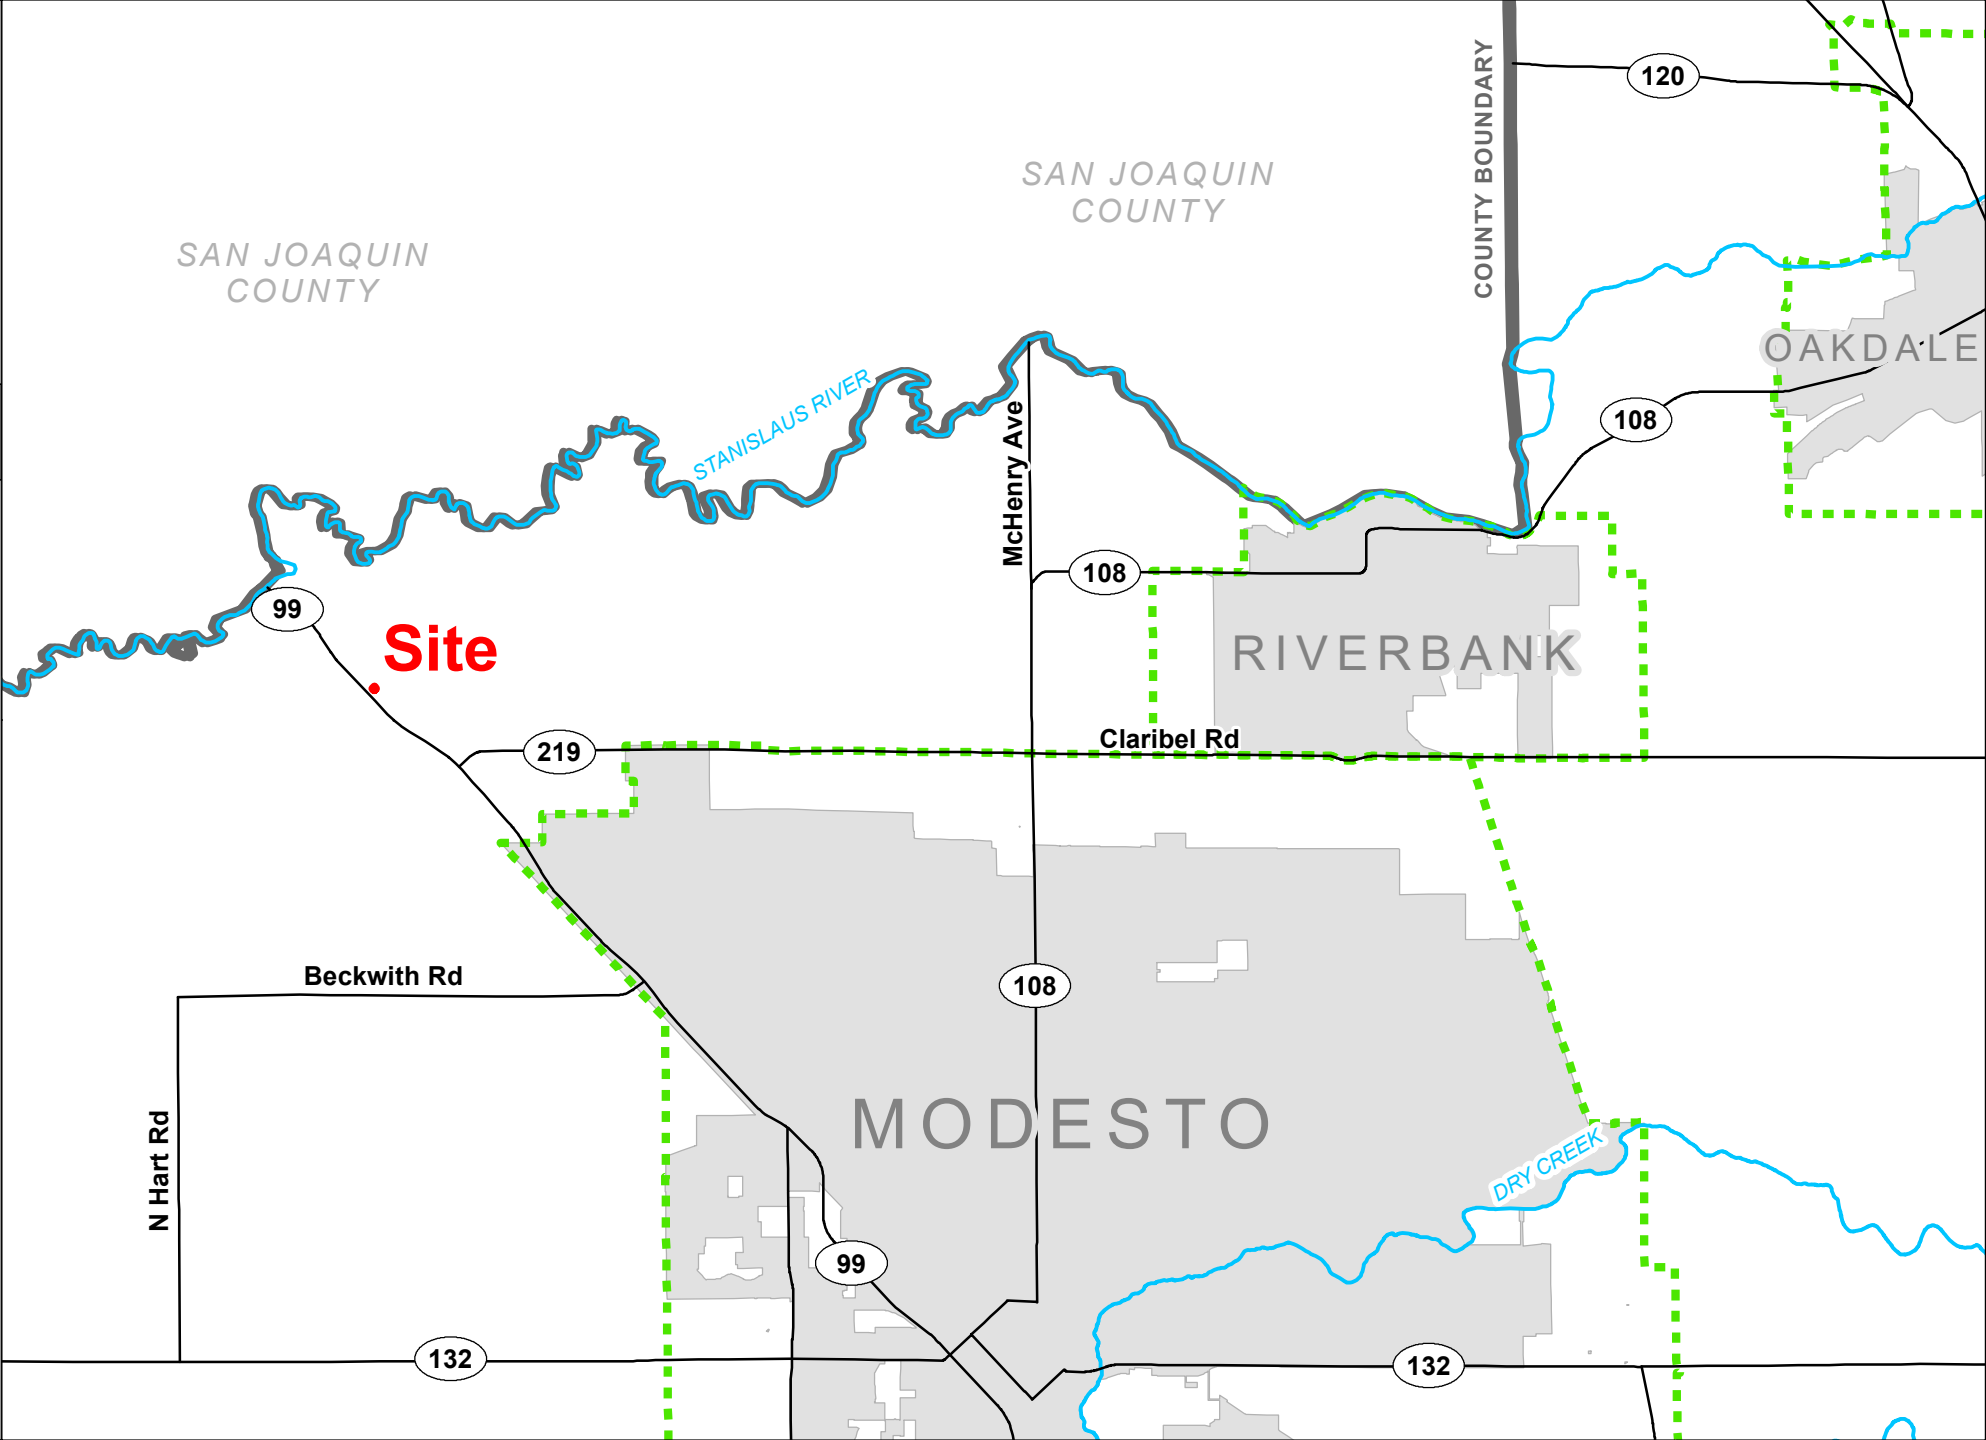 120
COUNTY BOUNDARY
SAN JOAQUIN
COUNTY
SAN JOAQUIN
COUNTY
OAKDALE
STANISLAUS RIVER
McHenry Ave
108
108
99
Site
RIVERBANK
219
Claribel Rd
Beckwith Rd
108
MODESTO
N Hart Rd
DRY CREEK
99
132
132